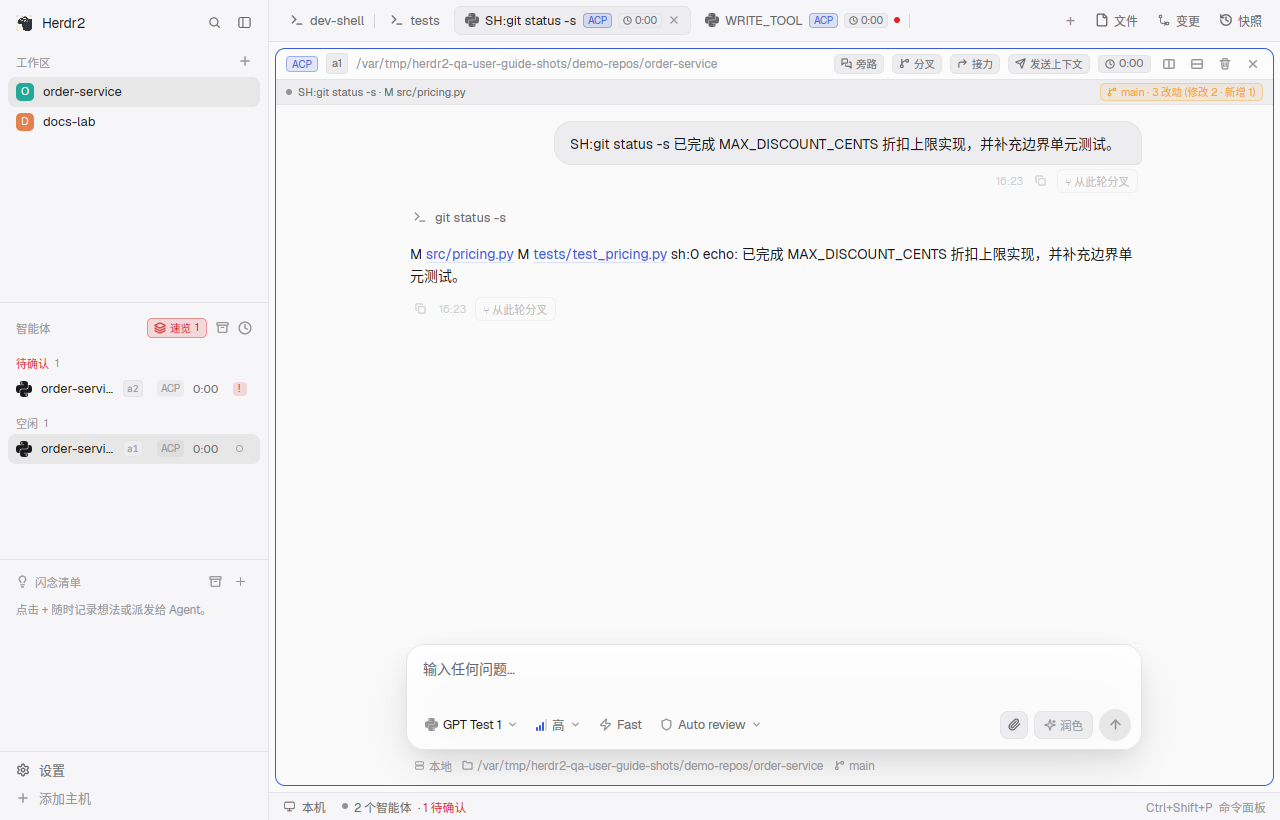 Herdr2
工作区
O order-service
D docs-lab
智能体 速览 1
待确认 1
order-servi... a2 ACP 0:00 !
空闲 1
order-servi... a1 ACP 0:00
闪念清单
点击 + 随时记录想法或派发给 Agent。
设置
添加主机
dev-shell tests SH:git status -s ACP 0:00 WRITE_TOOL ACP 0:00 文件 变更 快照
ACP a1 /var/tmp/herdr2-qa-user-guide-shots/demo-repos/order-service 旁路 分叉 接力 发送上下文 0:00
SH:git status -s · M src/pricing.py main · 3 改动 (修改 2 · 新增 1)
SH:git status -s 已完成 MAX_DISCOUNT_CENTS 折扣上限实现，并补充边界单元测试。
16:23 从此轮分叉
git status -s
M src/pricing.py M tests/test_pricing.py sh:0 echo: 已完成 MAX_DISCOUNT_CENTS 折扣上限实现，并补充边界单
元测试。
16:23 从此轮分叉
输入任何问题...
GPT Test 1 高 Fast Auto review 润色
本地 /var/tmp/herdr2-qa-user-guide-shots/demo-repos/order-service main
本机 2 个智能体 · 1 待确认 Ctrl+Shift+P 命令面板